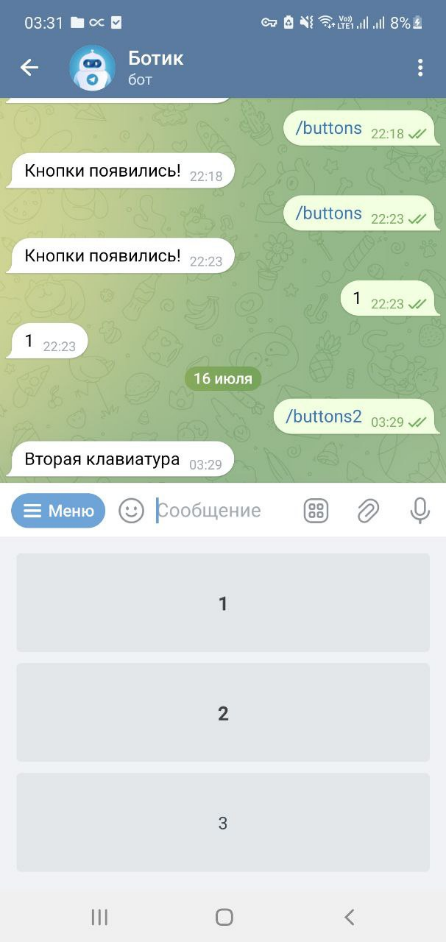 03:31 8%
Ботик
бот
/buttons 22:18
Кнопки появились! 22:18
/buttons 22:23
Кнопки появились! 22:23
1 22:23
1 22:23
16 июля
/buttons2 03:29
Вторая клавиатура 03:29
Меню Сообщение
1
2
3